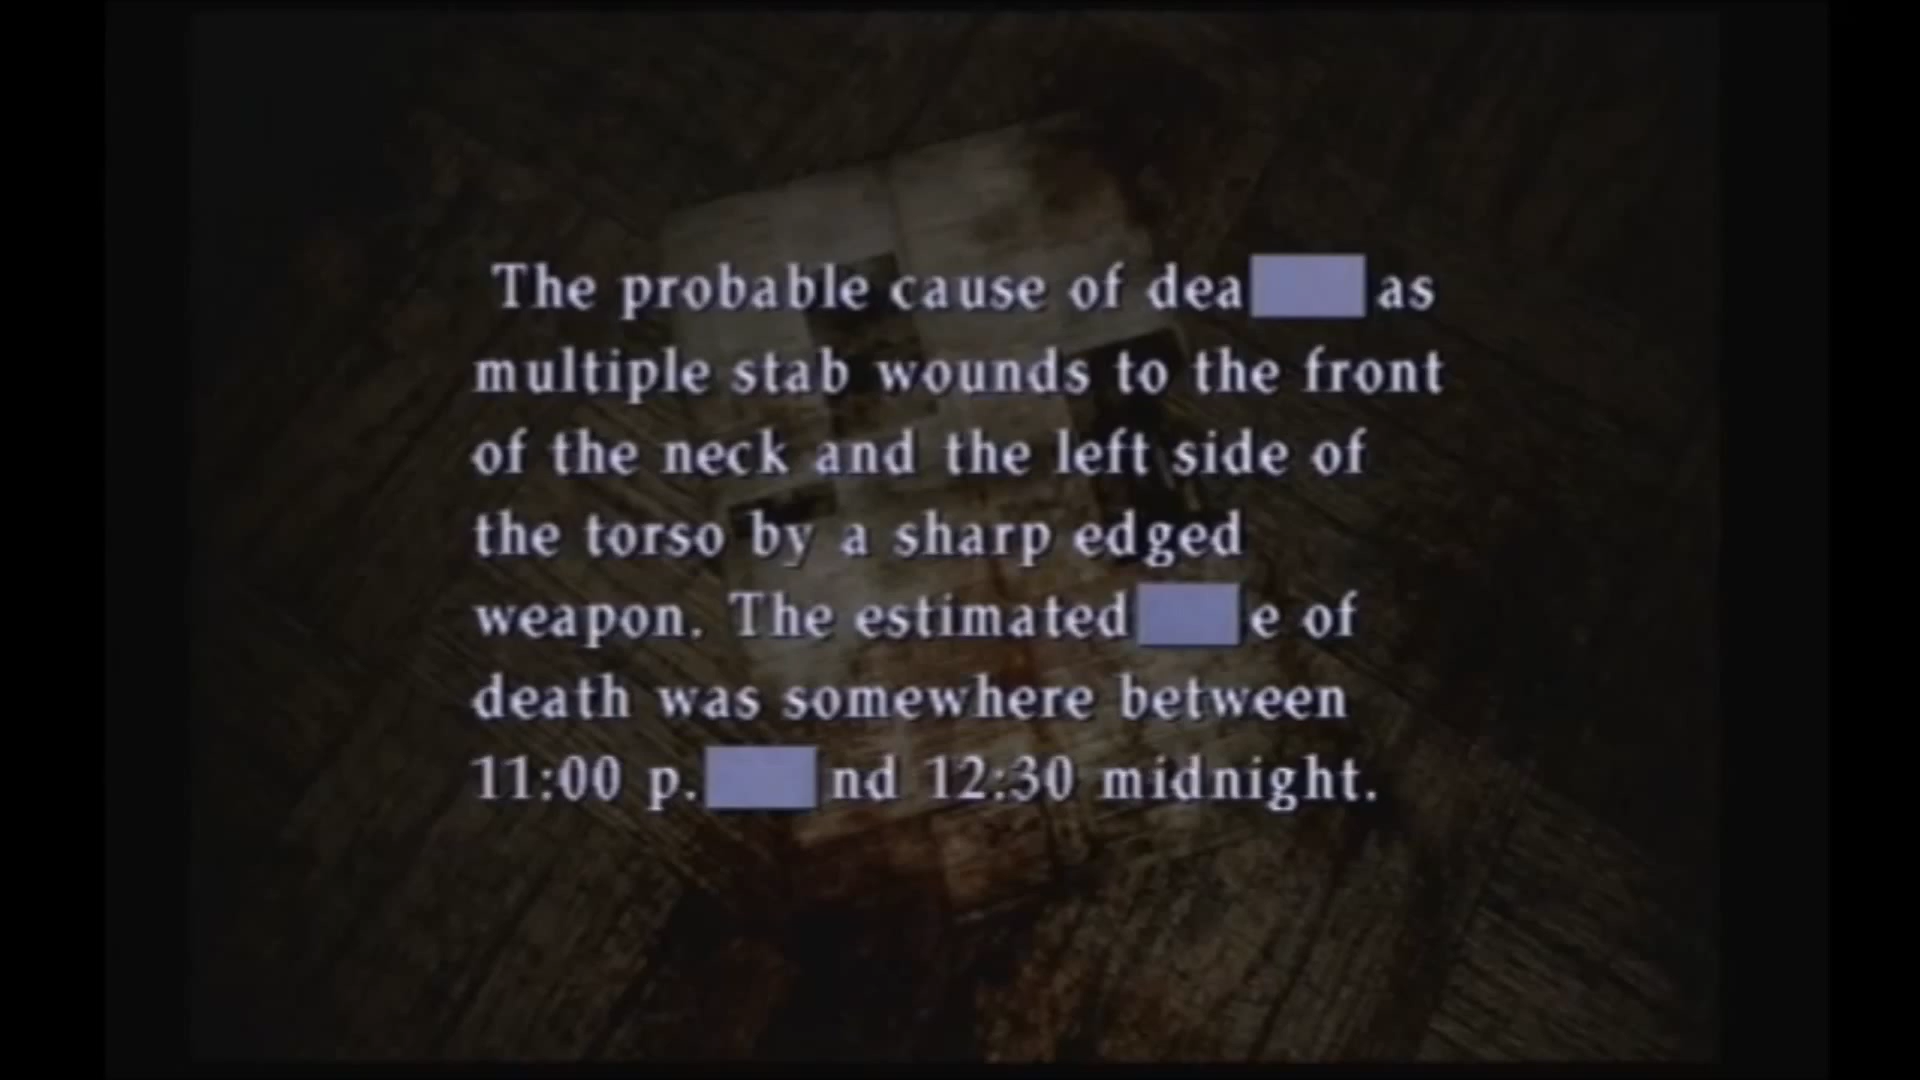 The probable cause of dea as
multiple stab wounds to the front
of the neck and the left side of
the torso by a sharp edged
weapon. The estimated e of
death was somewhere between
11:00 p. nd 12:30 midnight.